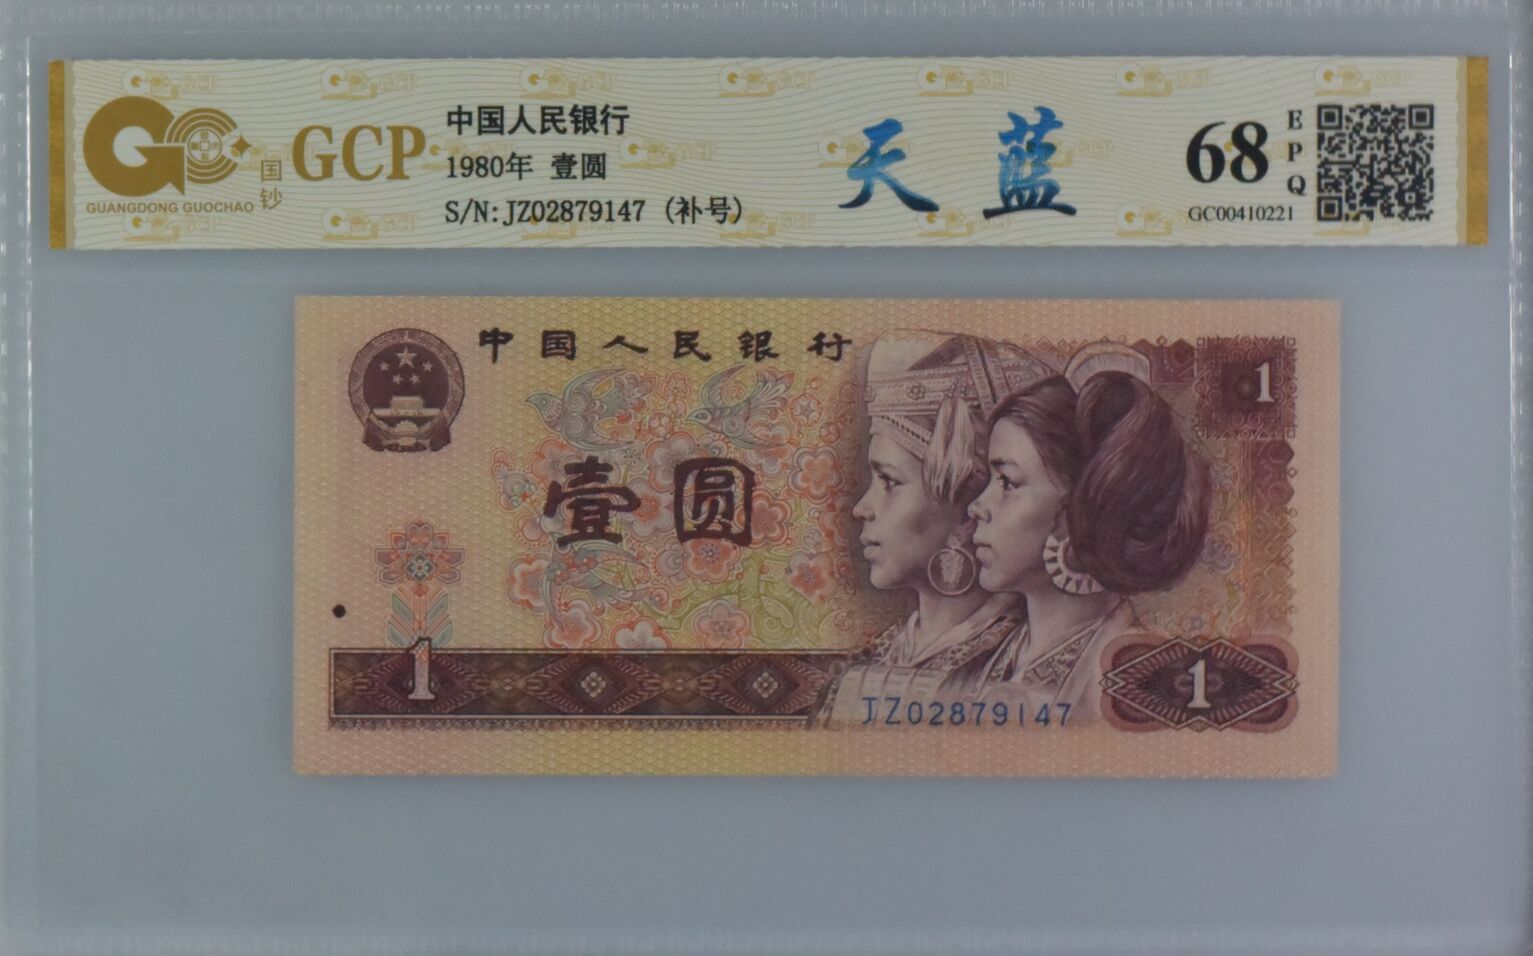 GUANGDONG GUOCHAO
国钞
GCP
中国人民银行
1980年 壹圆
S/N:JZ02879147 (补号)
天蓝
68
EPQ
GC00410221
中国人民银行
1
壹圆
1
JZ02879147
1